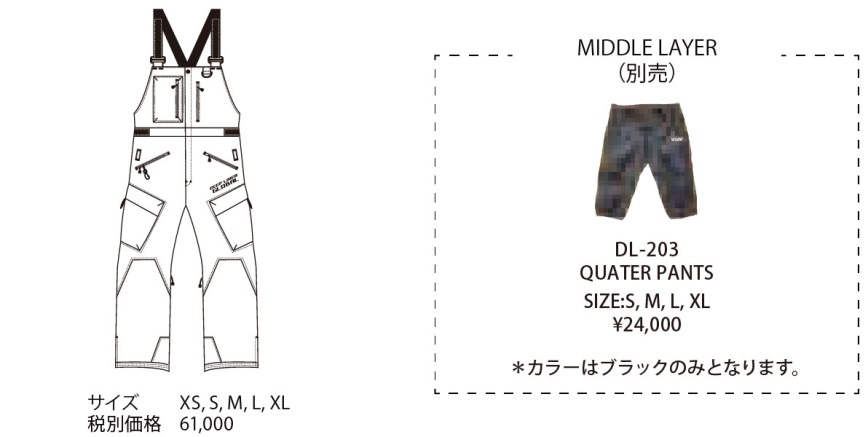 サイズ XS, S, M, L, XL
税別価格 61,000
MIDDLE LAYER
（別売）
DL-203
QUATER PANTS
SIZE:S, M, L, XL
¥24,000
＊カラーはブラックのみとなります。